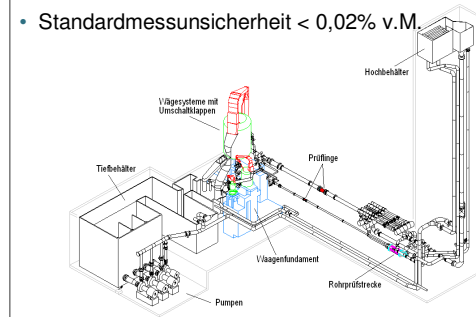 • Standardmessunsicherheit < 0,02% v.M.
Hochbehälter
Wägesysteme mit
Umschaltklappen
Prüflinge
Tiefbehälter
Waagenfundament
Rohrprüfstrecke
Pumpen